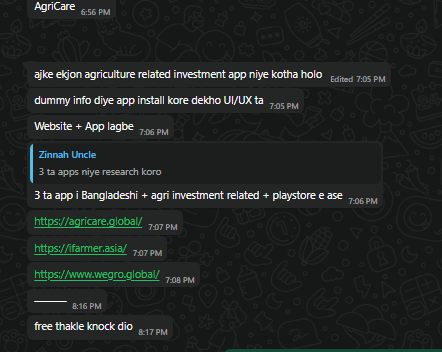 AgriCare
6:56 PM
ajke ekjon agriculture related investment app niye kotha holo Edited 7:05 PM
dummy info diye app install kore dekho UI/UX ta 7:05 PM
Website + App lagbe 7:06 PM
Zinnah Uncle
3 ta apps niye research koro
3 ta app i Bangladeshi + agri investment related + playstore e ase 7:06 PM
https://agricare.global/ 7:07 PM
https://ifarmer.asia/ 7:07 PM
https://www.wegro.global/ 7:08 PM
______ 8:16 PM
free thakle knock dio 8:17 PM